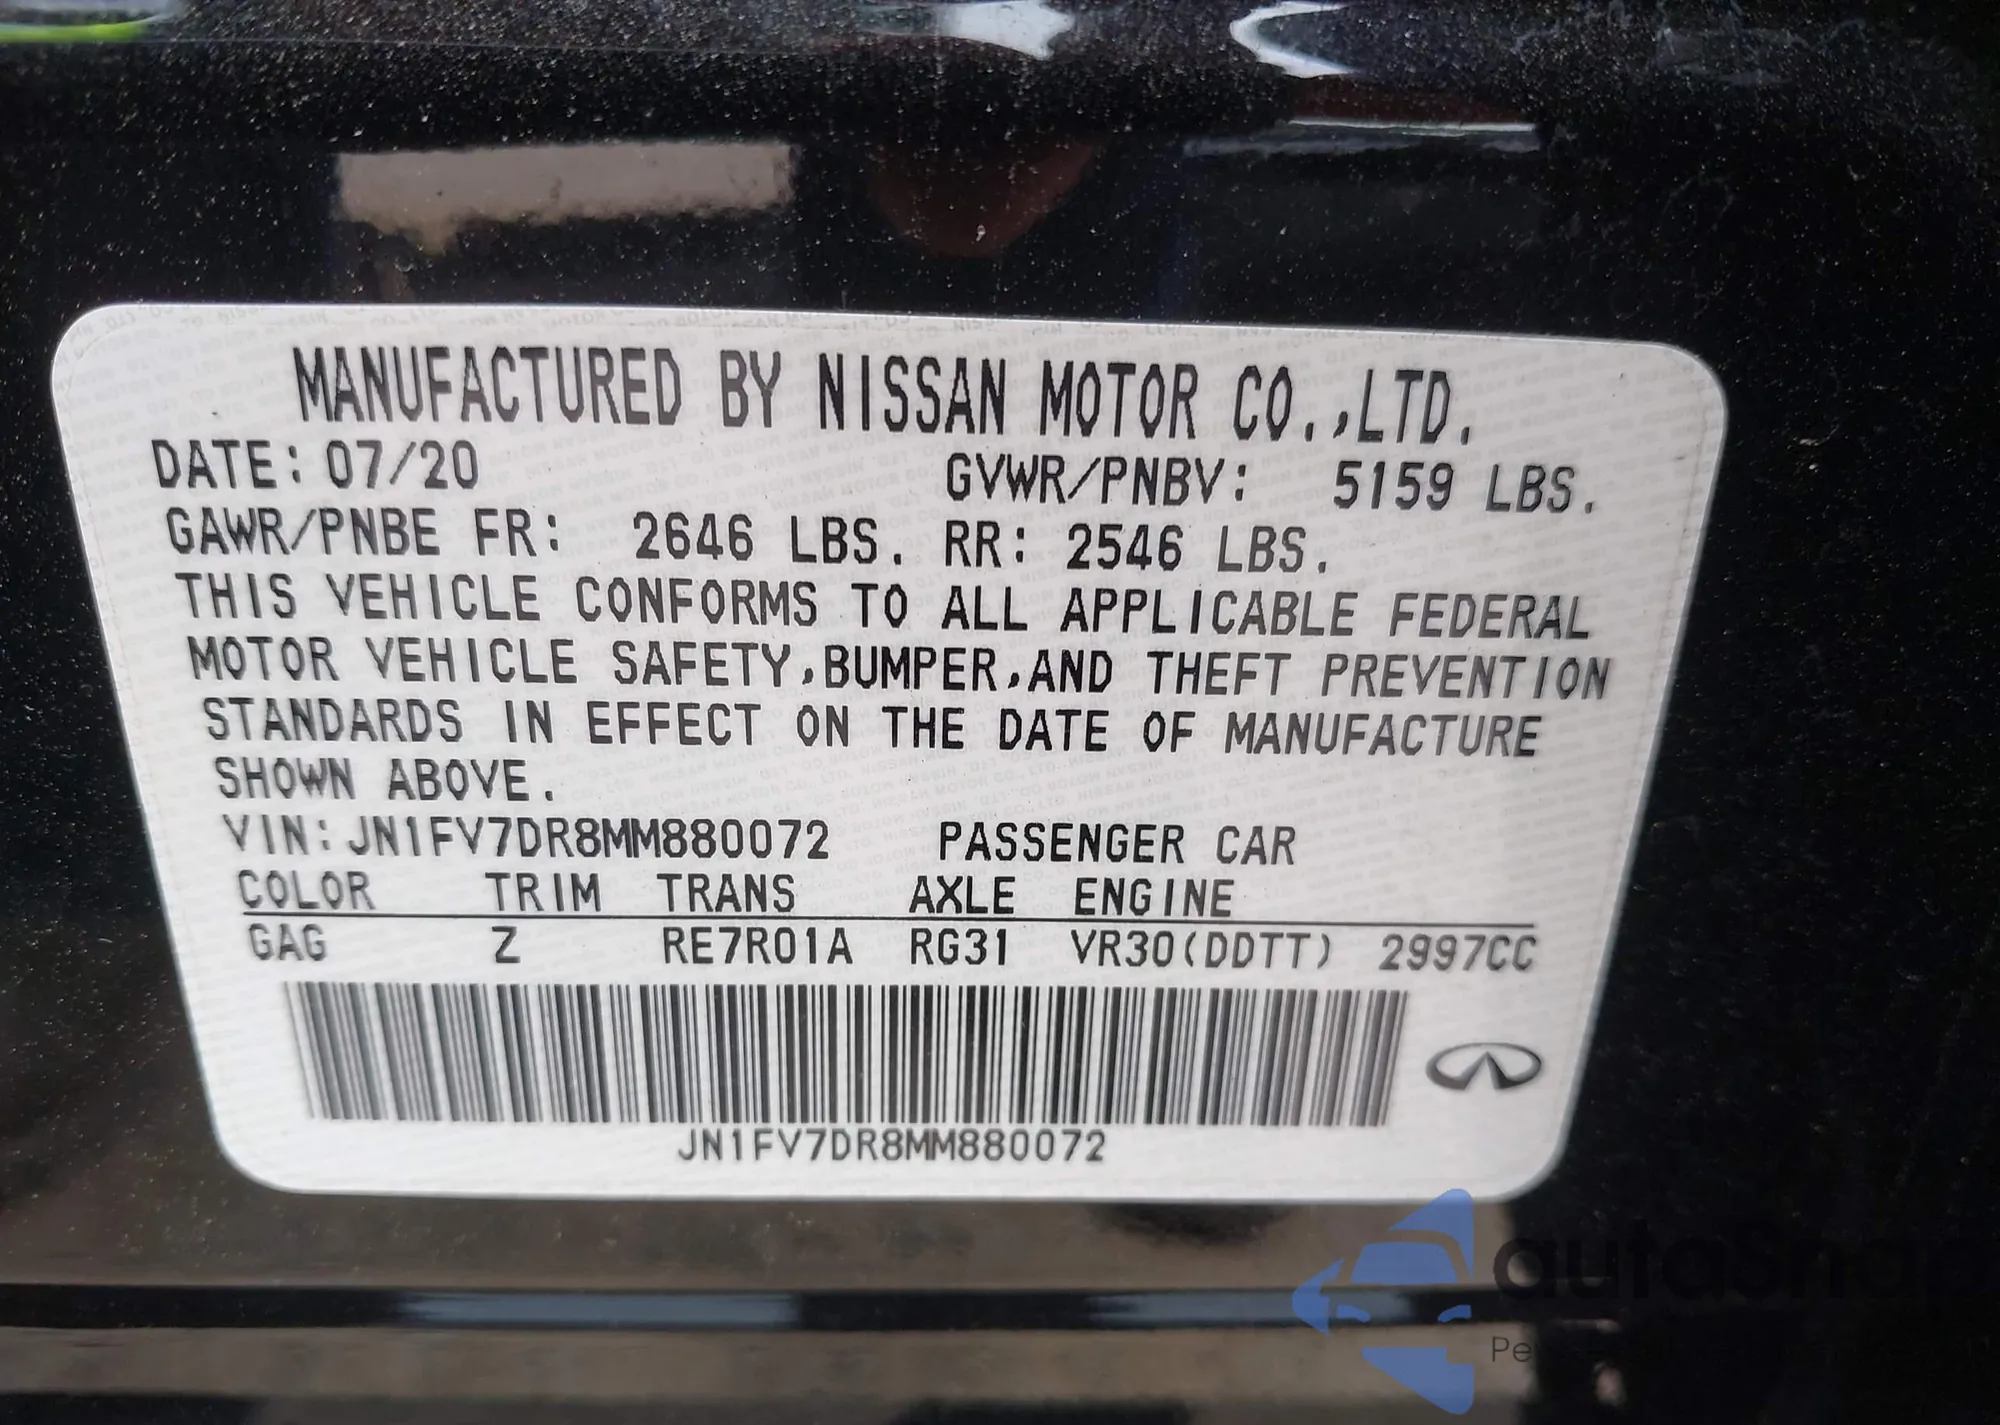 MANUFACTURED BY NISSAN MOTOR CO.,LTD.
DATE: 07/20 GVWR/PNBV: 5159 LBS.
GAWR/PNBE FR: 2646 LBS. RR: 2546 LBS.
THIS VEHICLE CONFORMS TO ALL APPLICABLE FEDERAL
MOTOR VEHICLE SAFETY,BUMPER,AND THEFT PREVENTION
STANDARDS IN EFFECT ON THE DATE OF MANUFACTURE
SHOWN ABOVE.
VIN:JN1FV7DR8MM880072 PASSENGER CAR
COLOR TRIM TRANS AXLE ENGINE
GAG Z RE7R01A RG31 VR30(DDTT) 2997CC
JN1FV7DR8MM880072
autosnap